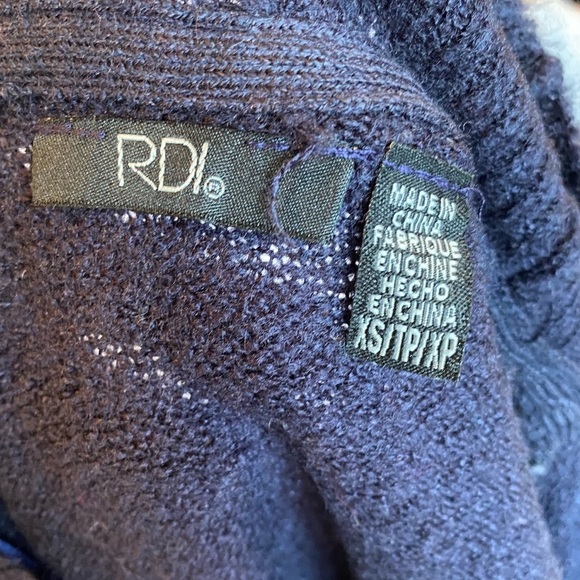 RDI®
MADE IN
CHINA
FABRIQUE
EN CHINE
HECHO
EN CHINA
XS/TP/XP